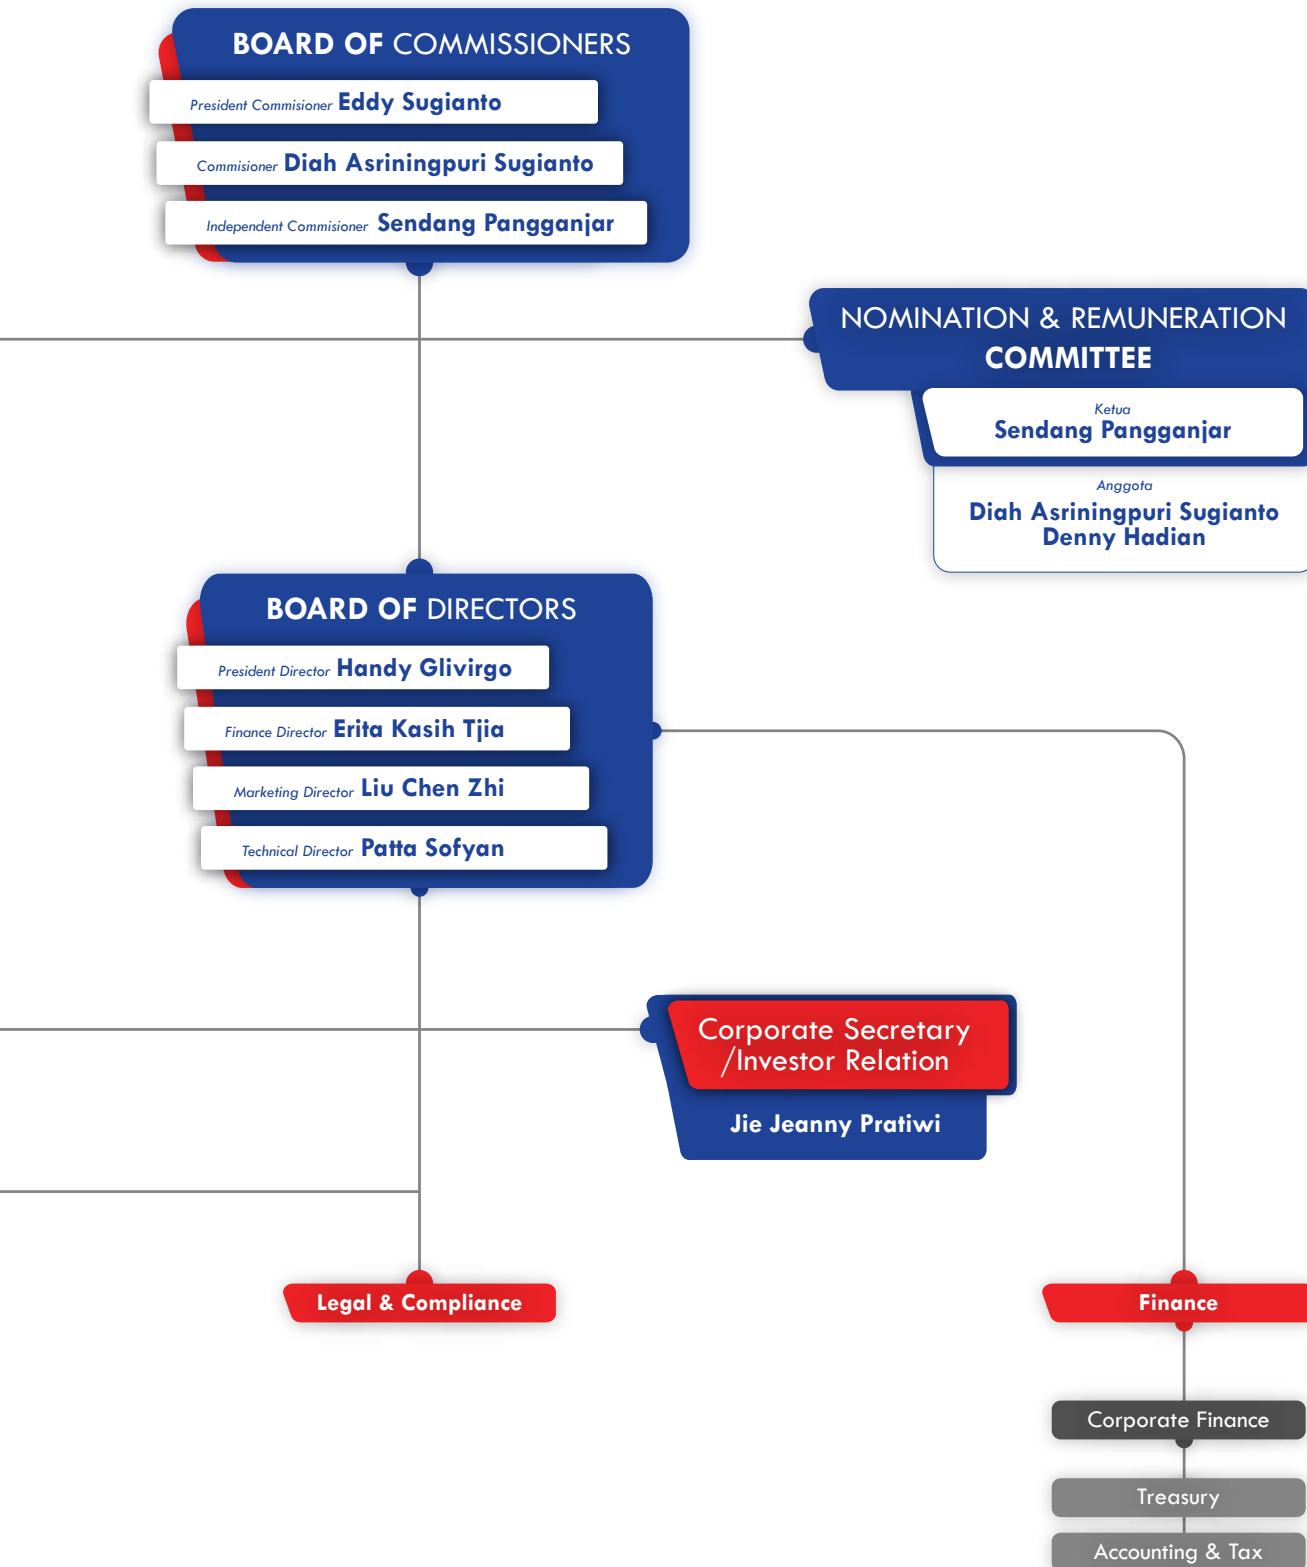 BOARD OF COMMISSIONERS
President Commisioner Eddy Sugianto
Commisioner Diah Asriningpuri Sugianto
Independent Commisioner Sendang Pangganjar
NOMINATION & REMUNERATION
COMMITTEE
Ketua
Sendang Pangganjar
Anggota
Diah Asriningpuri Sugianto
Denny Hadian
BOARD OF DIRECTORS
President Director Handy Glivirgo
Finance Director Erita Kasih Tjia
Marketing Director Liu Chen Zhi
Technical Director Patta Sofyan
Corporate Secretary
/Investor Relation
Jie Jeanny Pratiwi
Legal & Compliance
Finance
Corporate Finance
Treasury
Accounting & Tax